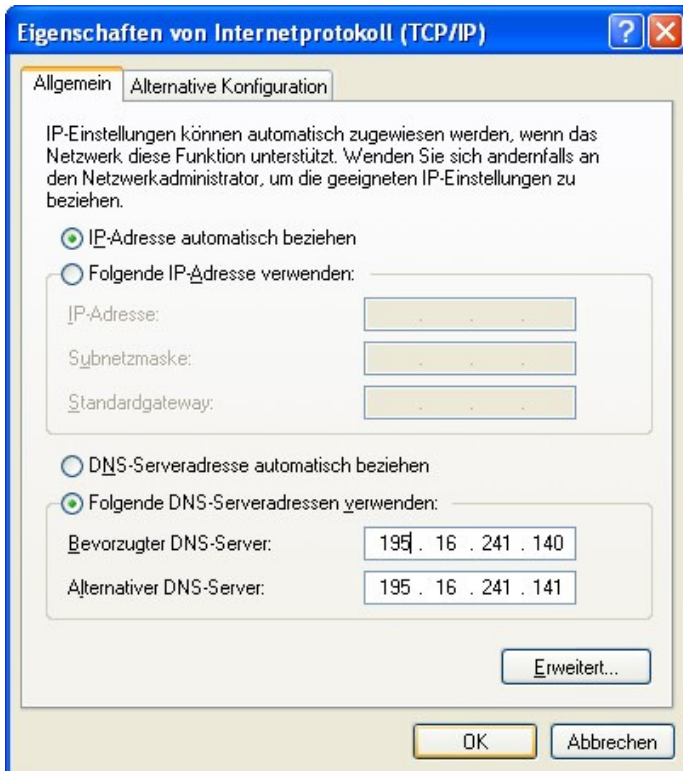 Eigenschaften von Internetprotokoll (TCP/IP)
Allgemein
Alternative Konfiguration
IP-Einstellungen können automatisch zugewiesen werden, wenn das
Netzwerk diese Funktion unterstützt. Wenden Sie sich andernfalls an
den Netzwerkadministrator, um die geeigneten IP-Einstellungen zu
beziehen.
IP-Adresse automatisch beziehen
Folgende IP-Adresse verwenden:
IP-Adresse: . . .
Subnetzmaske: . . .
Standardgateway: . . .
DNS-Serveradresse automatisch beziehen
Folgende DNS-Serveradressen verwenden:
Bevorzugter DNS-Server: 195 . 16 . 241 . 140
Alternativer DNS-Server: 195 . 16 . 241 . 141
Erweitert...
OK Abbrechen